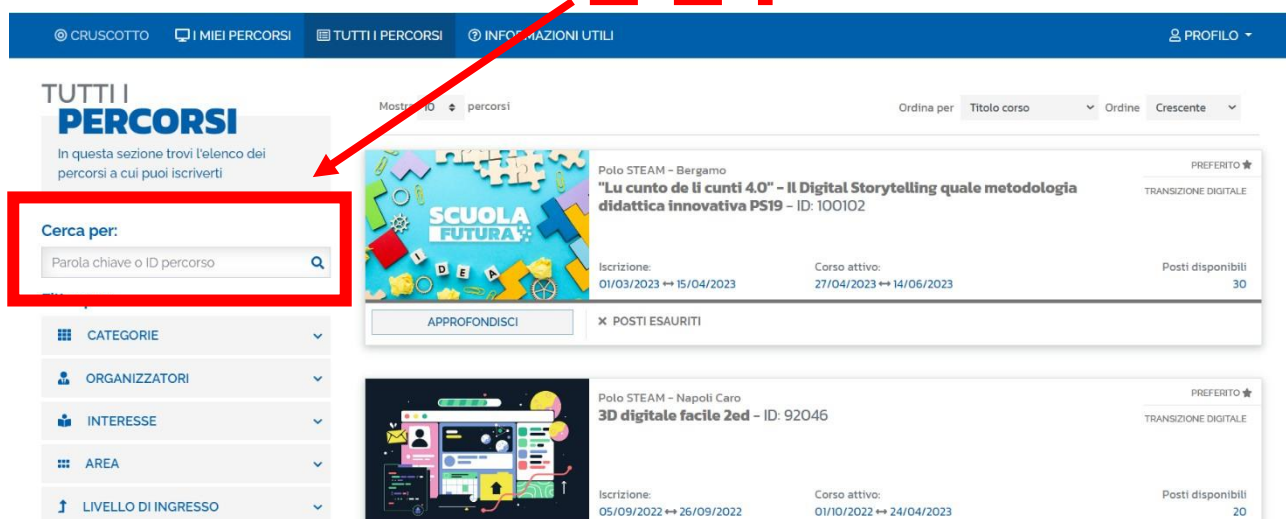 CRUSCOTTO I MIEI PERCORSI TUTTI I PERCORSI INFORMAZIONI UTILI PROFILO
TUTTI I
PERCORSI
In questa sezione trovi l'elenco dei
percorsi a cui puoi iscriverti
Cerca per:
Parola chiave o ID percorso
CATEGORIE
ORGANIZZATORI
INTERESSE
AREA
LIVELLO DI INGRESSO
Mostra 10 percorsi
Ordina per Titolo corso Ordine Crescente
SCUOLA
FUTURA
IDEA
Polo STEAM - Bergamo
"Lu cunto de li cunti 4.0" - Il Digital Storytelling quale metodologia
didattica innovativa PS19 - ID: 100102
PREFERITO
TRANSIZIONE DIGITALE
Iscrizione: Corso attivo: Posti disponibili
01/03/2023 ↔ 15/04/2023 27/04/2023 ↔ 14/06/2023 30
APPROFONDISCI × POSTI ESAURITI
Polo STEAM - Napoli Caro
3D digitale facile 2ed - ID: 92046
PREFERITO
TRANSIZIONE DIGITALE
Iscrizione: Corso attivo: Posti disponibili
05/09/2022 ↔ 26/09/2022 01/10/2022 ↔ 24/04/2023 20